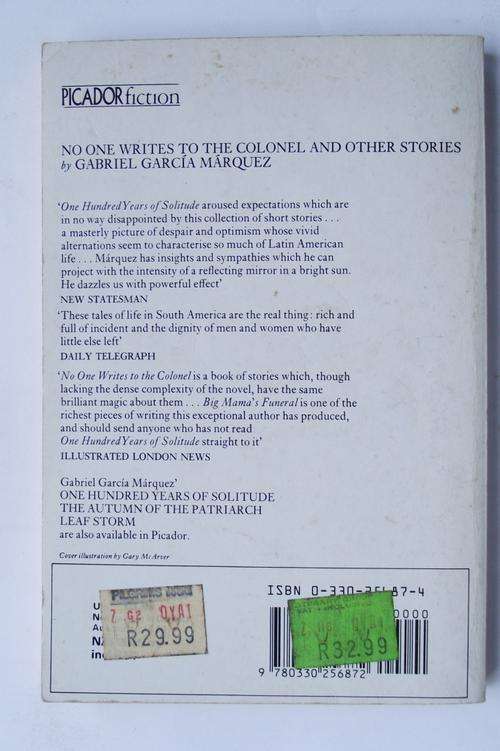 PICADOR fiction
NO ONE WRITES TO THE COLONEL AND OTHER STORIES
by GABRIEL GARCÍA MÁRQUEZ
'One Hundred Years of Solitude aroused expectations which are
in no way disappointed by this collection of short stories . . .
a masterly picture of despair and optimism whose vivid
alternations seem to characterise so much of Latin American
life . . . Márquez has insights and sympathies which he can
project with the intensity of a reflecting mirror in a bright sun.
He dazzles us with powerful effect'
NEW STATESMAN
'These tales of life in South America are the real thing: rich and
full of incident and the dignity of men and women who have
little else left'
DAILY TELEGRAPH
'No One Writes to the Colonel is a book of stories which, though
lacking the dense complexity of the novel, have the same
brilliant magic about them . . . Big Mama's Funeral is one of the
richest pieces of writing this exceptional author has produced,
and should send anyone who has not read
One Hundred Years of Solitude straight to it'
ILLUSTRATED LONDON NEWS
Gabriel García Márquez'
ONE HUNDRED YEARS OF SOLITUDE
THE AUTUMN OF THE PATRIARCH
LEAF STORM
are also available in Picador.
Cover illustration by Gary McArver
R29.99
ISBN 0-330-
R32.99
9 780330 256872